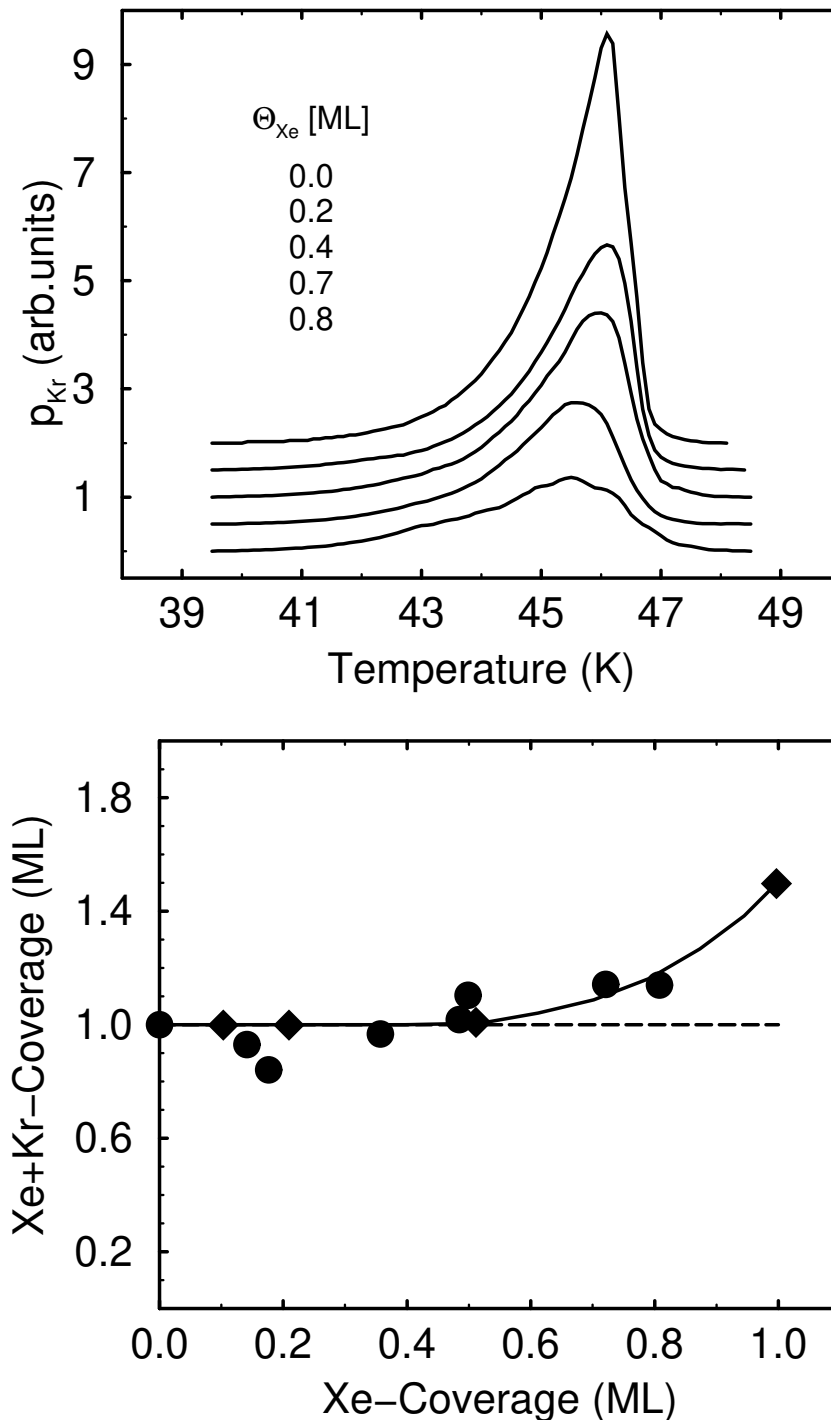 9
7
5
3
1
p_Kr (arb.units)
Θ_Xe [ML]
0.0
0.2
0.4
0.7
0.8
39 41 43 45 47 49
Temperature (K)
1.8
1.4
1.0
0.6
0.2
Xe+Kr−Coverage (ML)
0.0 0.2 0.4 0.6 0.8 1.0
Xe−Coverage (ML)